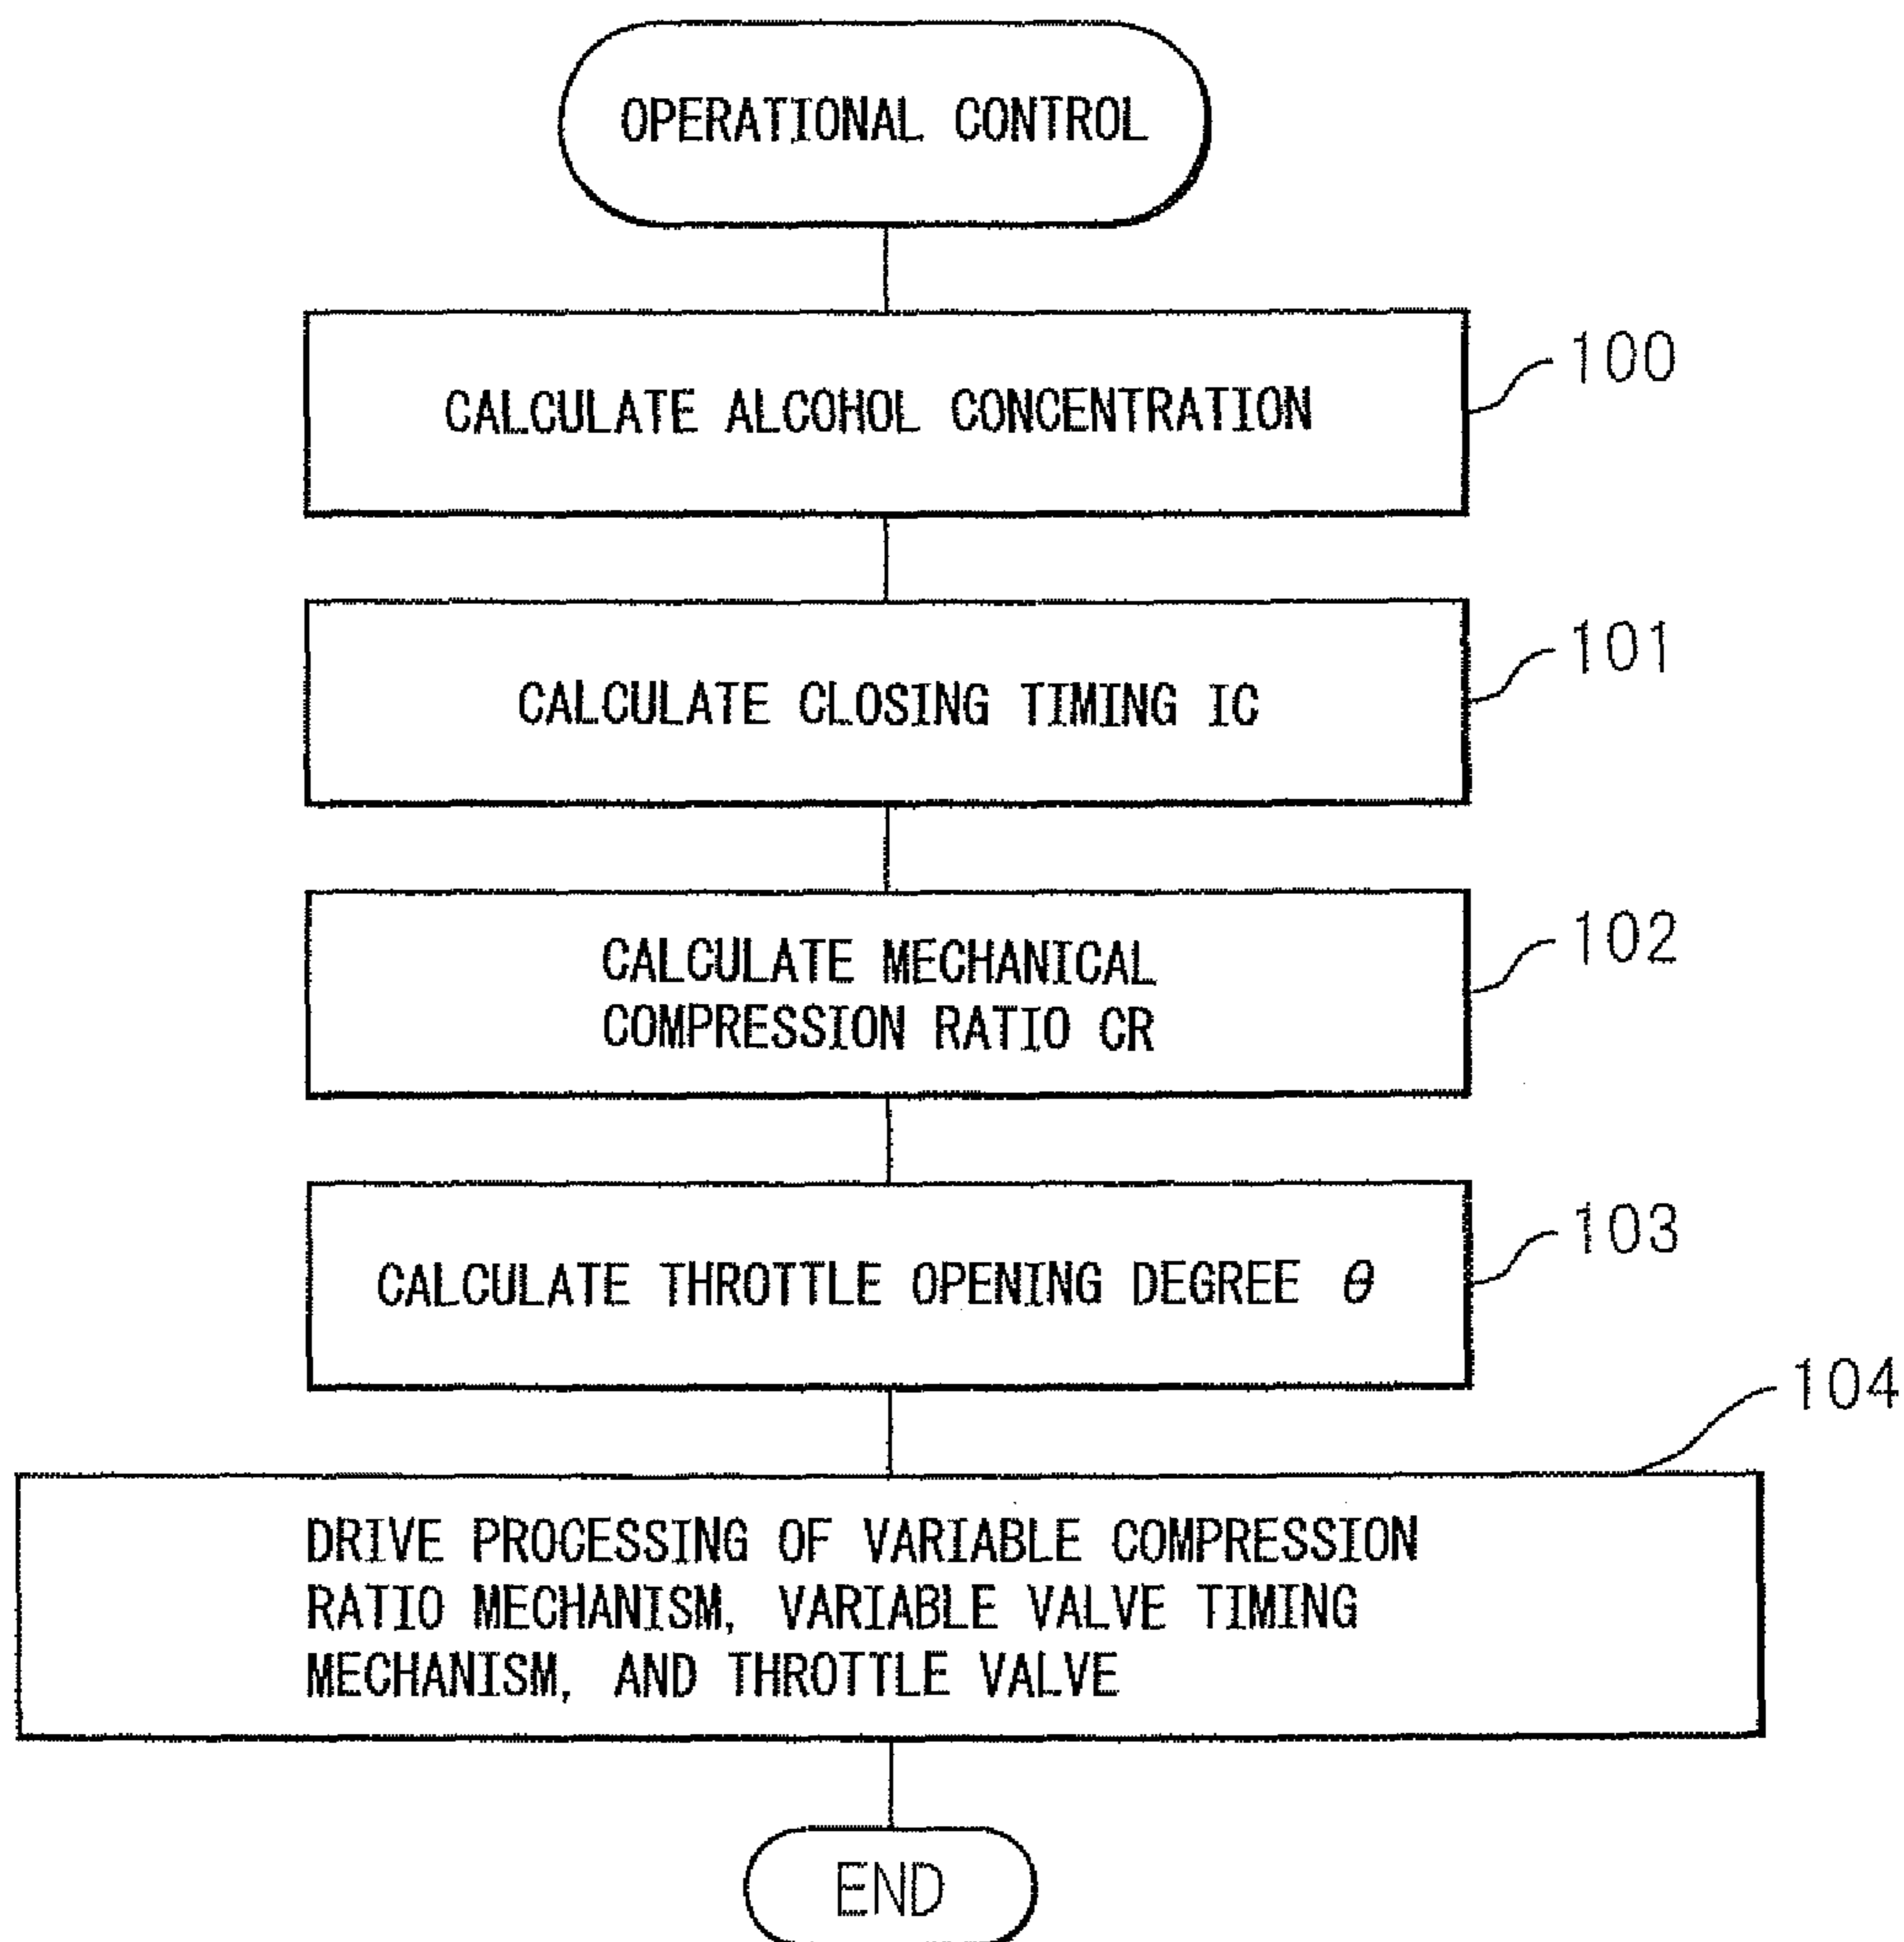 OPERATIONAL CONTROL
CALCULATE ALCOHOL CONCENTRATION
100
CALCULATE CLOSING TIMING IC
101
CALCULATE MECHANICAL
COMPRESSION RATIO CR
102
CALCULATE THROTTLE OPENING DEGREE θ
103
104
DRIVE PROCESSING OF VARIABLE COMPRESSION
RATIO MECHANISM, VARIABLE VALVE TIMING
MECHANISM, AND THROTTLE VALVE
END